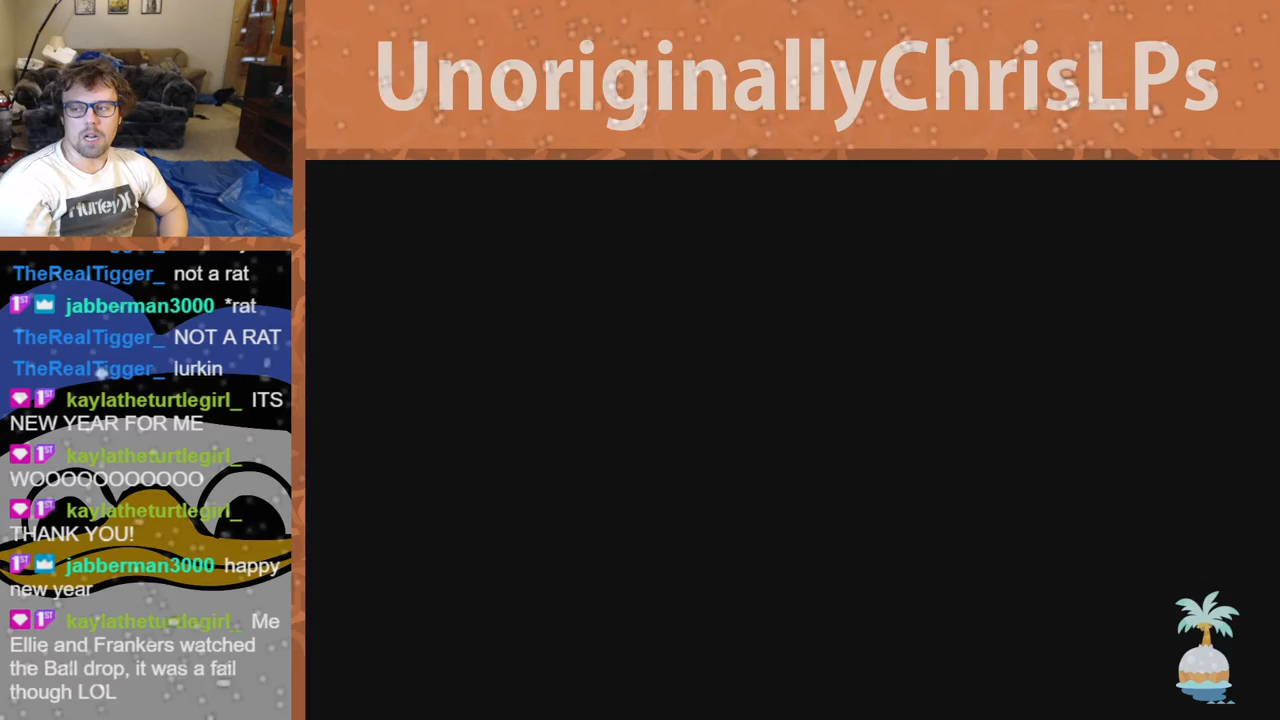 UnoriginallyChrisLPs
Hurley)(
TheRealTigger_ not a rat
jabberman3000 *rat
TheRealTigger_ NOT A RAT
TheRealTigger_ lurkin
kaylatheturtlegirl_ ITS
NEW YEAR FOR ME
kaylatheturtlegirl_
WOOOOOOOOOOO
kaylatheturtlegirl_
THANK YOU!
jabberman3000 happy
new year
kaylatheturtlegirl_ Me
Ellie and Frankers watched
the Ball drop, it was a fail
though LOL